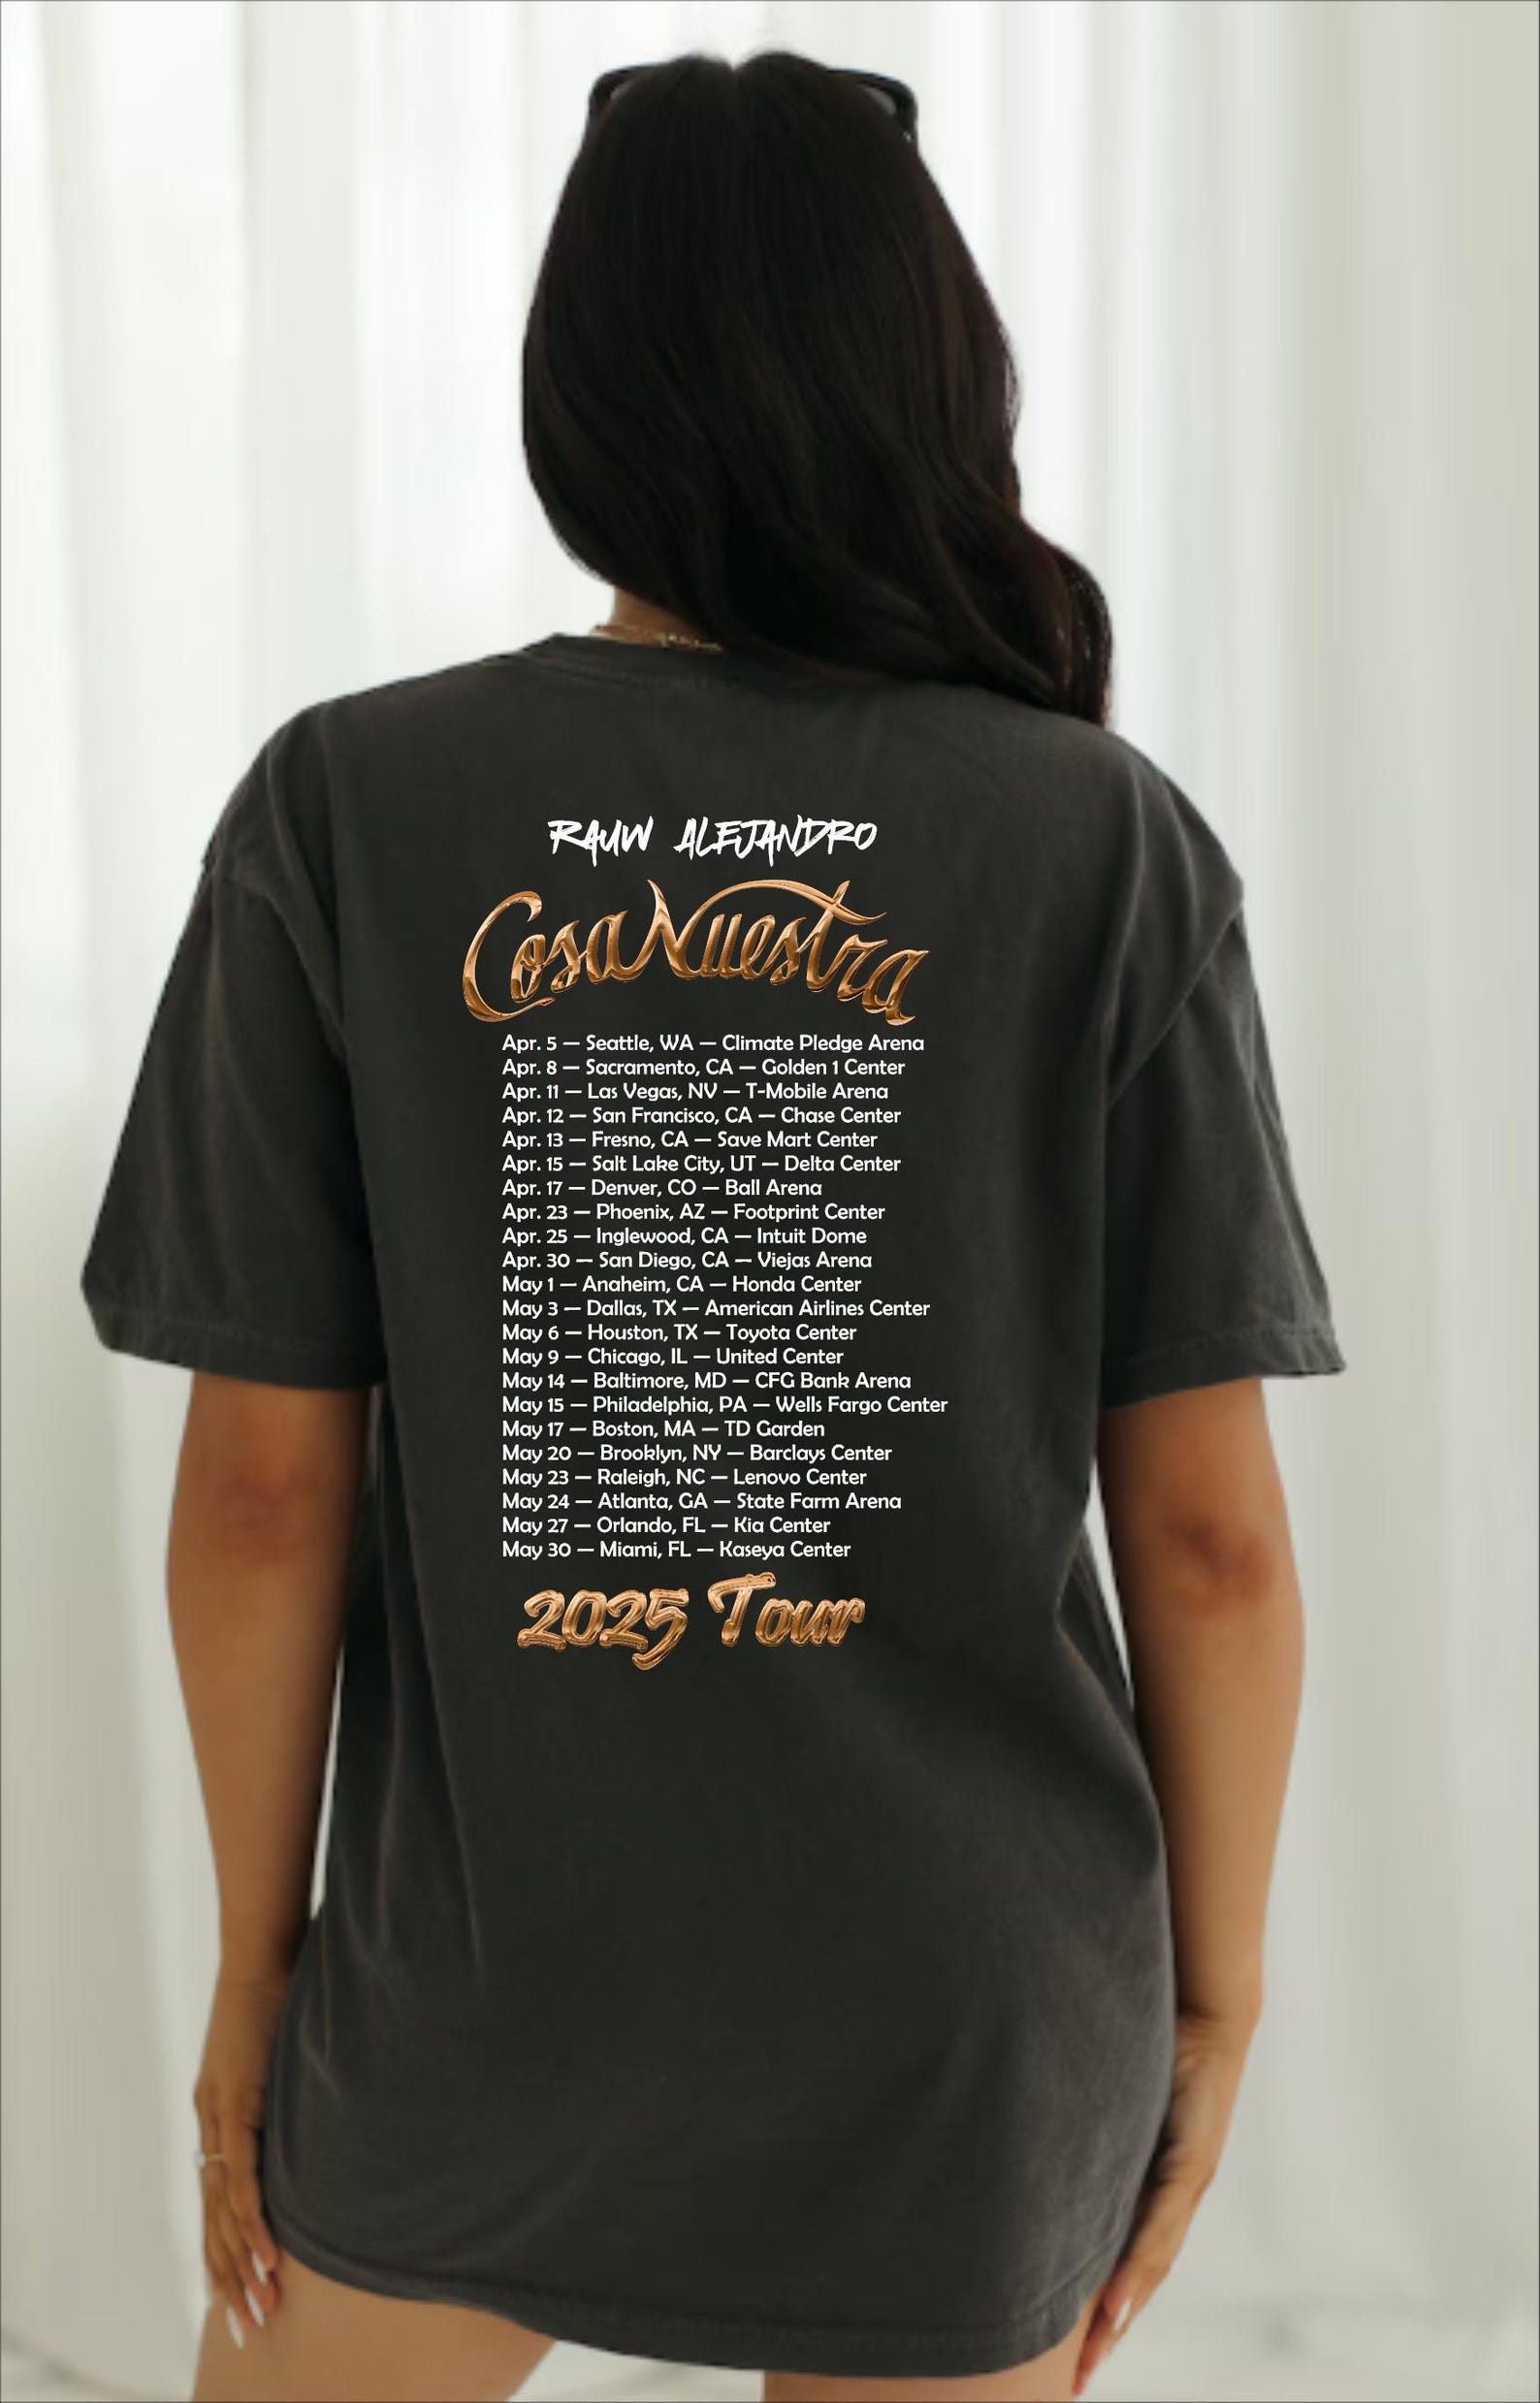 RAUW ALEJANDRO
Cosa Nuestra
Apr. 5 — Seattle, WA — Climate Pledge Arena
Apr. 8 — Sacramento, CA — Golden 1 Center
Apr. 11 — Las Vegas, NV — T-Mobile Arena
Apr. 12 — San Francisco, CA — Chase Center
Apr. 13 — Fresno, CA — Save Mart Center
Apr. 15 — Salt Lake City, UT — Delta Center
Apr. 17 — Denver, CO — Ball Arena
Apr. 23 — Phoenix, AZ — Footprint Center
Apr. 25 — Inglewood, CA — Intuit Dome
Apr. 30 — San Diego, CA — Viejas Arena
May 1 — Anaheim, CA — Honda Center
May 3 — Dallas, TX — American Airlines Center
May 6 — Houston, TX — Toyota Center
May 9 — Chicago, IL — United Center
May 14 — Baltimore, MD — CFG Bank Arena
May 15 — Philadelphia, PA — Wells Fargo Center
May 17 — Boston, MA — TD Garden
May 20 — Brooklyn, NY — Barclays Center
May 23 — Raleigh, NC — Lenovo Center
May 24 — Atlanta, GA — State Farm Arena
May 27 — Orlando, FL — Kia Center
May 30 — Miami, FL — Kaseya Center
2025 Tour